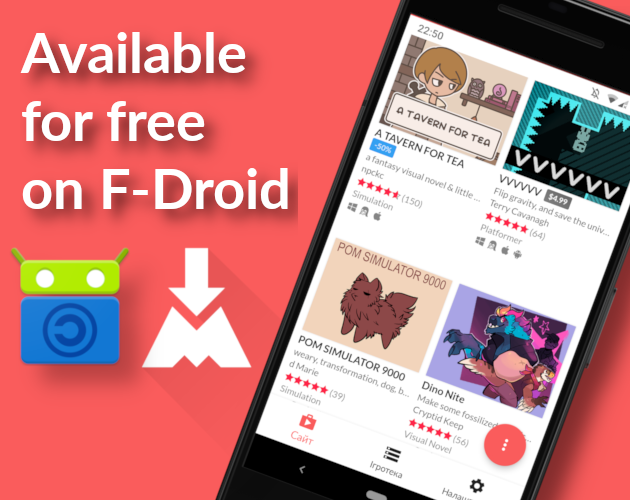 Available
for free
on F-Droid
22:50
A TAVERN FOR TEA
A TAVERN FOR TEA
-50%
a fantasy visual novel & little ...
npckc
(150)
Simulation
VVVVVV
VVVVVV $4.99
Flip gravity, and save the univ...
Terry Cavanagh
(64)
Platformer
POM SIMULATOR 9000
POM SIMULATOR 9000
weary, transformation, dog, b...
d Marie
(39)
Simulation
Dino Nite
Make some fossilized
Cryptid Keep
(56)
Visual Novel
Сайт
Ігротека
Налаш